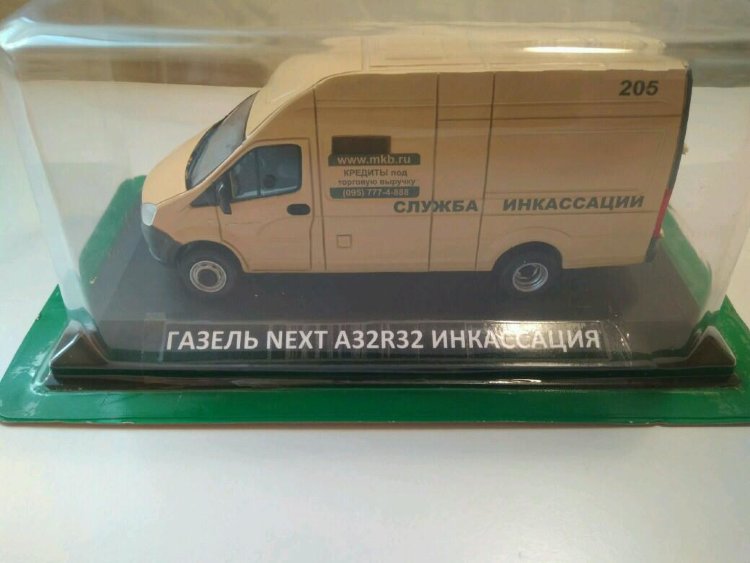 205
www.mkb.ru
КРЕДИТЫ под
торговую выручку
(095) 777-4-888
СЛУЖБА ИНКАССАЦИИ
ГАЗЕЛЬ NEXT A32R32 ИНКАССАЦИЯ